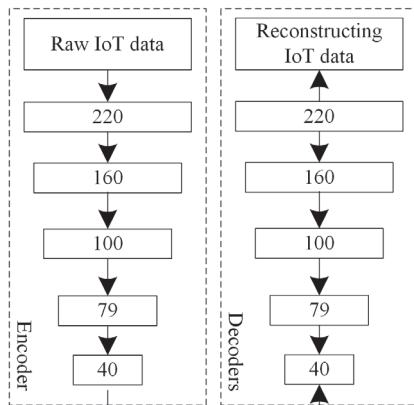 Raw IoT data
220
160
100
79
40
Encoder
Reconstructing
IoT data
220
160
100
79
40
Decoders